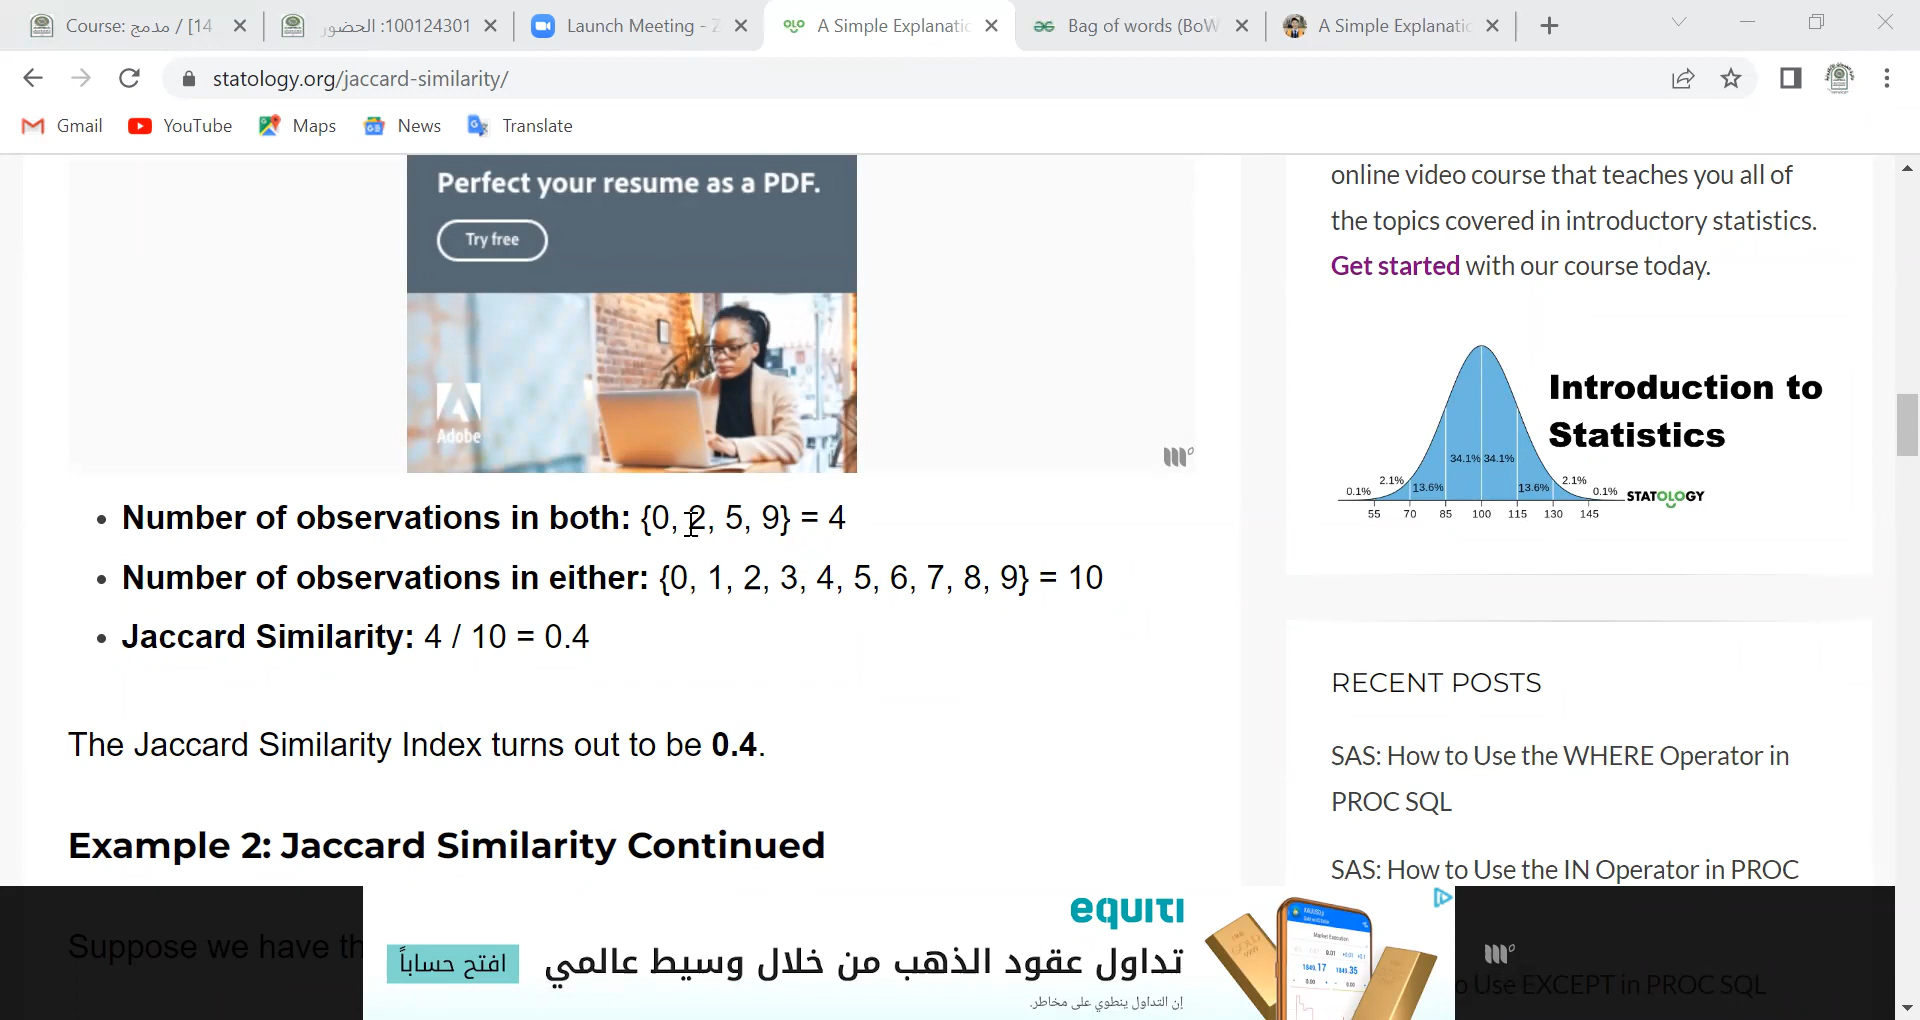 Course: مدمج / [14
100124301: الحضور
Launch Meeting - Z
A Simple Explanatic
Bag of words (BoW
A Simple Explanatic
statology.org/jaccard-similarity/
Gmail
YouTube
Maps
News
Translate
Perfect your resume as a PDF.
Try free
Adobe
online video course that teaches you all of
the topics covered in introductory statistics.
Get started with our course today.
Introduction to
Statistics
34.1% 34.1%
0.1% 2.1% 13.6% 13.6% 2.1% 0.1%
STATOLOGY
55 70 85 100 115 130 145
Number of observations in both: {0, 2, 5, 9} = 4
Number of observations in either: {0, 1, 2, 3, 4, 5, 6, 7, 8, 9} = 10
Jaccard Similarity: 4 / 10 = 0.4
The Jaccard Similarity Index turns out to be 0.4.
Example 2: Jaccard Similarity Continued
Suppose we have th
RECENT POSTS
SAS: How to Use the WHERE Operator in
PROC SQL
SAS: How to Use the IN Operator in PROC
o Use EXCEPT in PROC SQL
equiti
تداول عقود الذهب من خلال وسيط عالمي
افتح حساباً
إن التداول ينطوي على مخاطر.
Market Execution
1849.17 1849.35